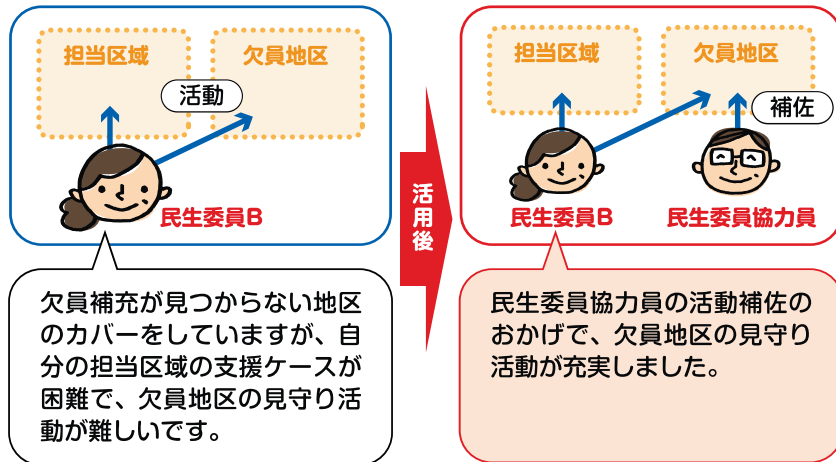 担当区域
欠員地区
活動
民生委員B
欠員補充が見つからない地区
のカバーをしていますが、自
分の担当区域の支援ケースが
困難で、欠員地区の見守り活
動が難しいです。
活用後
担当区域
欠員地区
補佐
民生委員B
民生委員協力員
民生委員協力員の活動補佐の
おかげで、欠員地区の見守り
活動が充実しました。